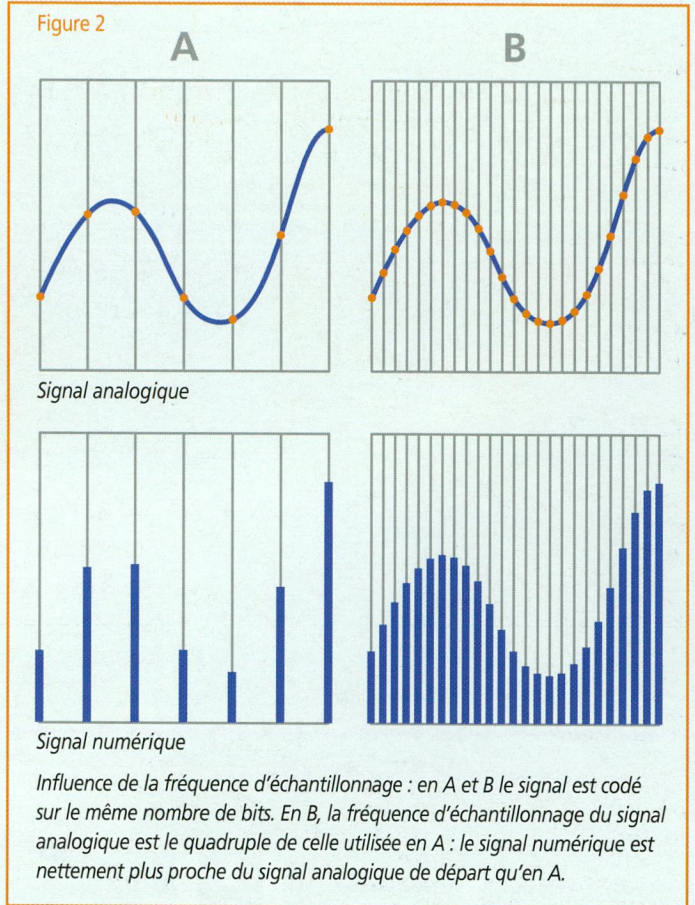 Figure 2
A
B
Signal analogique
Signal numérique
Influence de la fréquence d'échantillonnage : en A et B le signal est codé
sur le même nombre de bits. En B, la fréquence d'échantillonnage du signal
analogique est le quadruple de celle utilisée en A : le signal numérique est
nettement plus proche du signal analogique de départ qu'en A.